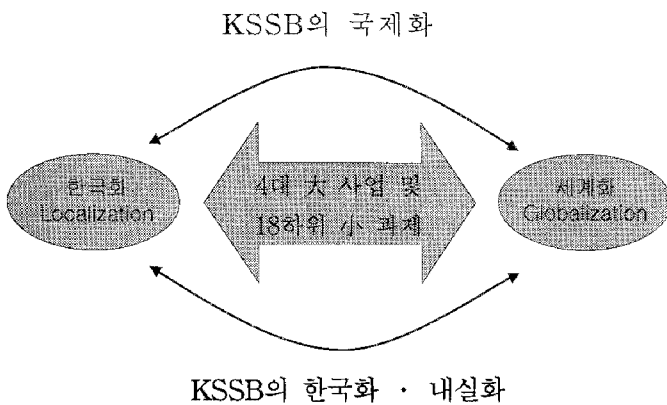 KSSB의 국제화
한국화
Localization
4대 大 사업 및
18하위 小 과제
세계화
Globalization
KSSB의 한국화 · 내실화